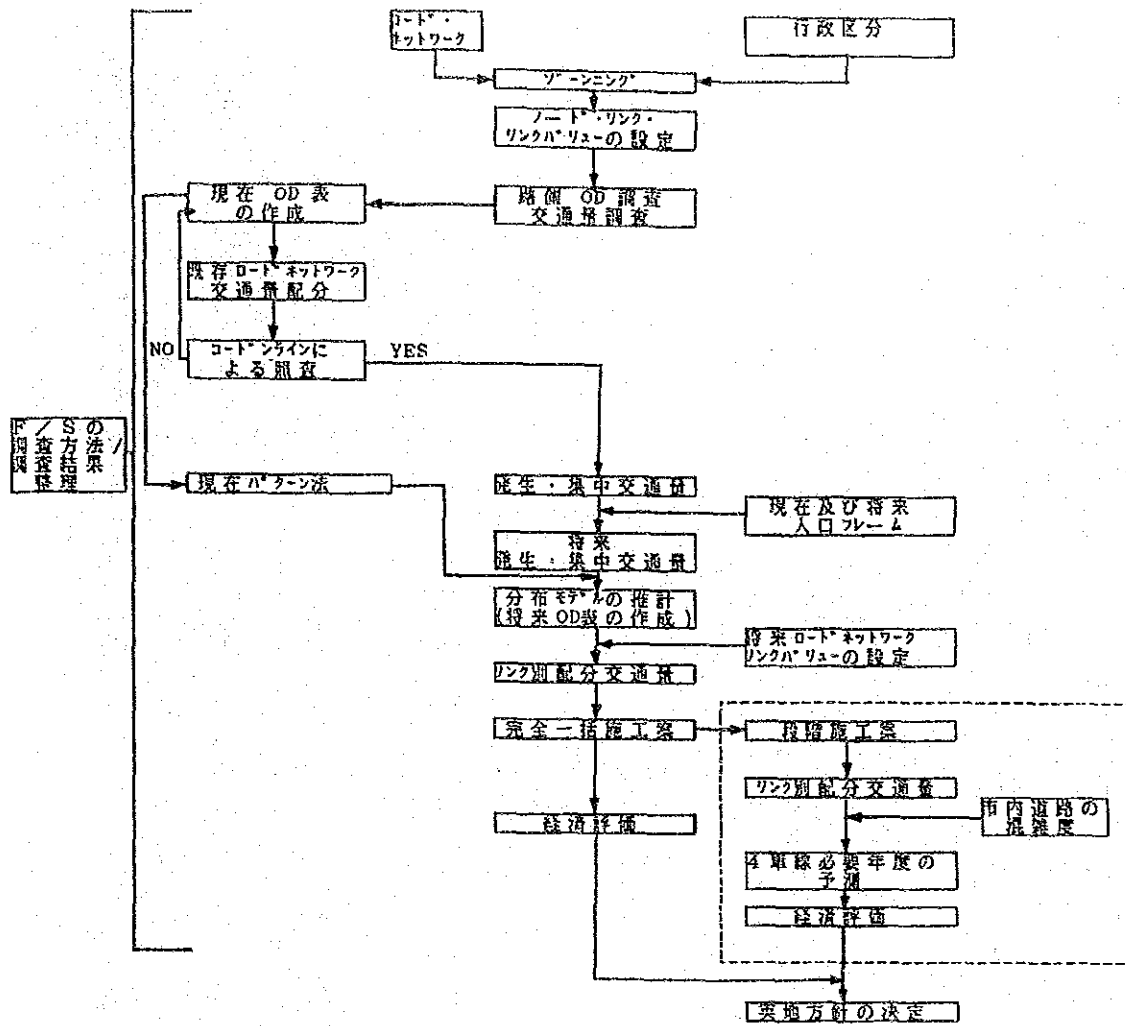 ロード・
ネットワーク
行政区分
ゾーンニング
ノード・リンク・
リンクバリューの設定
現在 OD 表
の作成
路側 OD 調査
交通量調査
既存ロードネットワーク
交通量配分
NO
コードンラインに
よる照査
YES
F／Sの
調査方法／
調査結果
整理
現在パターン法
発生・集中交通量
現在及び将来
人口フレーム
将来
発生・集中交通量
分布モデルの推計
(将来OD表の作成)
将来ロードネットワーク
リンクバリューの設定
リンク別配分交通量
完全一括施工案
段階施工案
リンク別配分交通量
市内道路の
混雑度
経済評価
4車線必要年度の
予測
経済評価
実地方針の決定